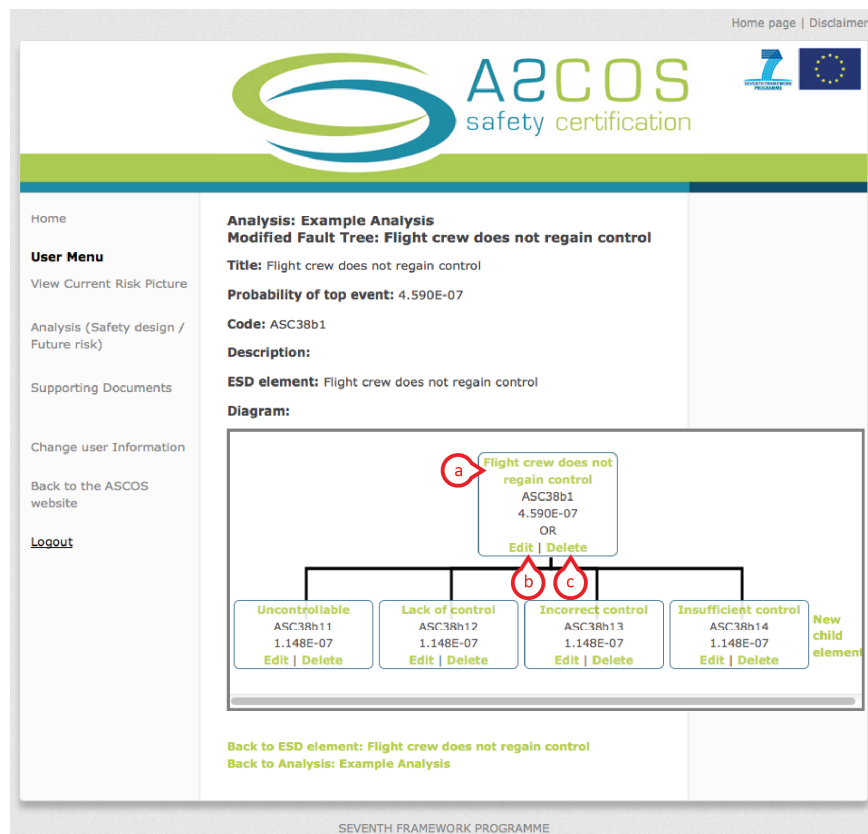 Home page | Disclaimer
ASCOS
safety certification
7
SEVENTH FRAMEWORK
PROGRAMME
Home
User Menu
View Current Risk Picture
Analysis (Safety design /
Future risk)
Supporting Documents
Change user Information
Back to the ASCOS
website
Logout
Analysis: Example Analysis
Modified Fault Tree: Flight crew does not regain control
Title: Flight crew does not regain control
Probability of top event: 4.590E-07
Code: ASC38b1
Description:
ESD element: Flight crew does not regain control
Diagram:
a
Flight crew does not
regain control
ASC38b1
4.590E-07
OR
Edit | Delete
b
c
Uncontrollable
ASC38b11
1.148E-07
Edit | Delete
Lack of control
ASC38b12
1.148E-07
Edit | Delete
Incorrect control
ASC38b13
1.148E-07
Edit | Delete
Insufficient control
ASC38b14
1.148E-07
Edit | Delete
New
child
element
Back to ESD element: Flight crew does not regain control
Back to Analysis: Example Analysis
SEVENTH FRAMEWORK PROGRAMME